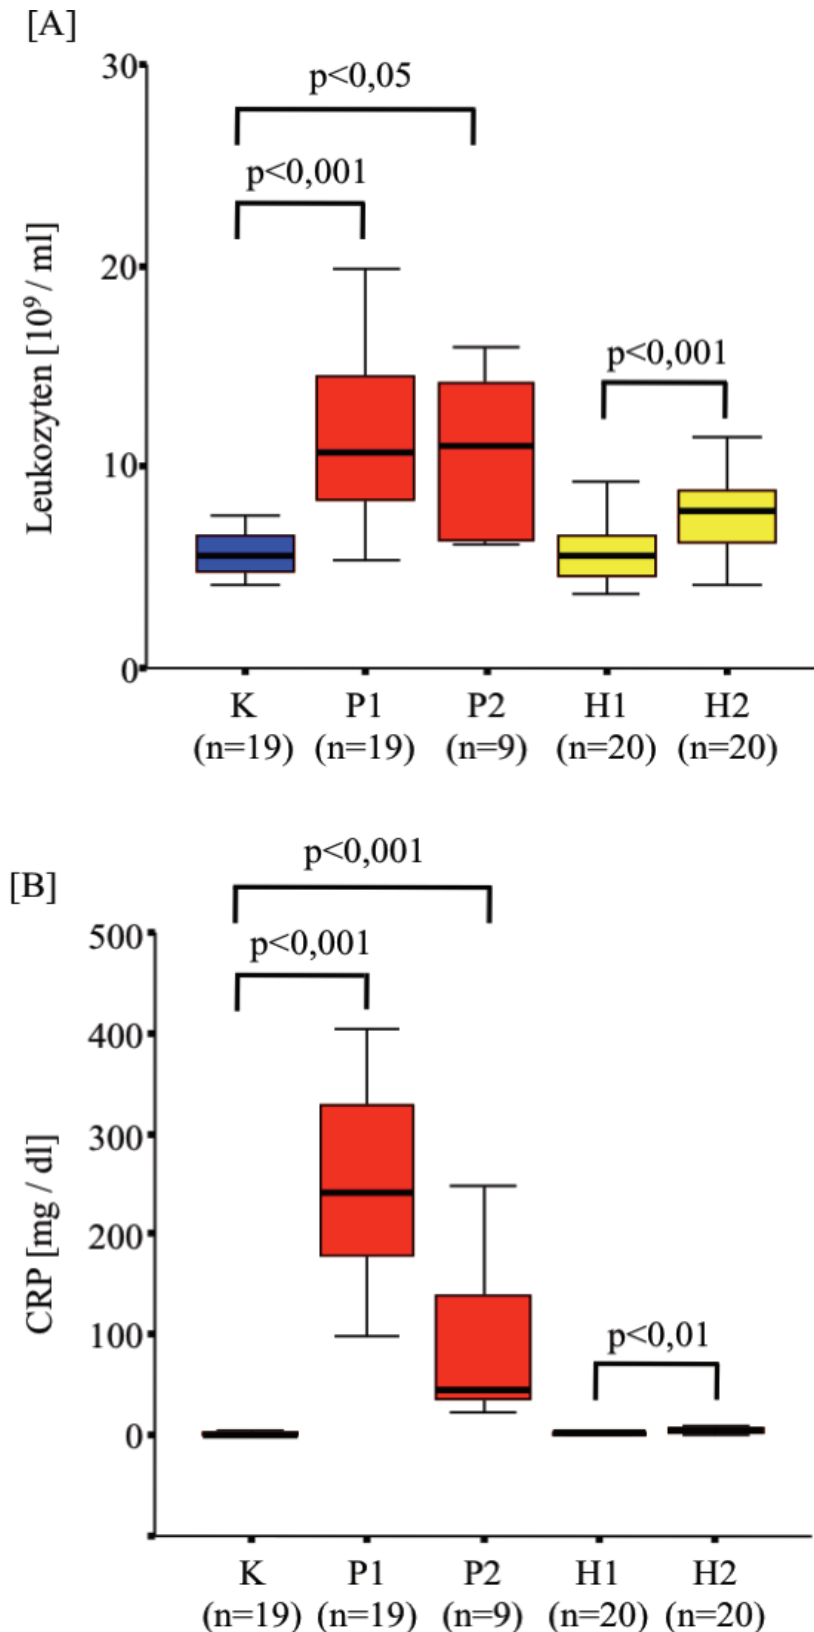 [A]
30
p<0,05
p<0,001
20
p<0,001
10
0
Leukozyten [10⁹ / ml]
K P1 P2 H1 H2
(n=19) (n=19) (n=9) (n=20) (n=20)
p<0,001
[B]
500
p<0,001
400
300
200
100
p<0,01
0
CRP [mg / dl]
K P1 P2 H1 H2
(n=19) (n=19) (n=9) (n=20) (n=20)